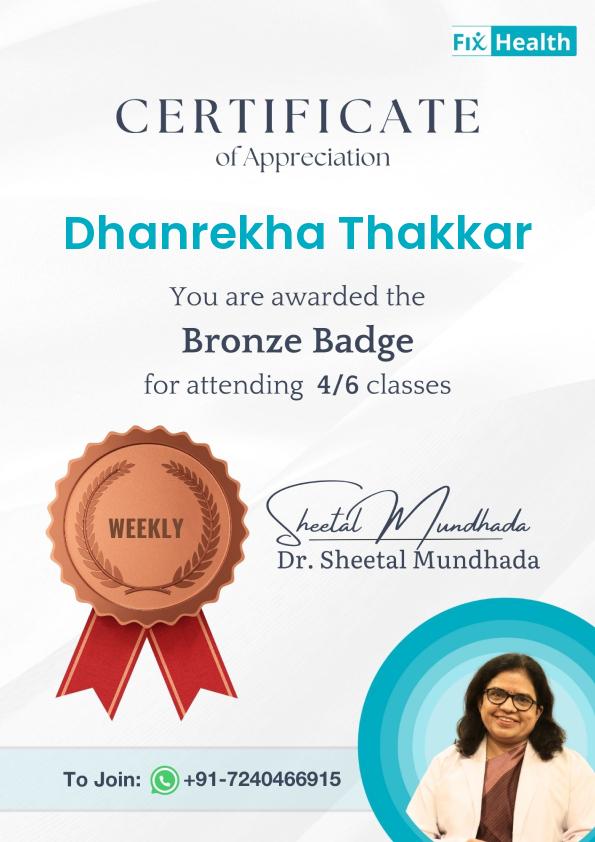 Fix Health
CERTIFICATE
of Appreciation
Dhanrekha Thakkar
You are awarded the
Bronze Badge
for attending 4/6 classes
WEEKLY
Sheetal Mundhada
Dr. Sheetal Mundhada
To Join: +91-7240466915